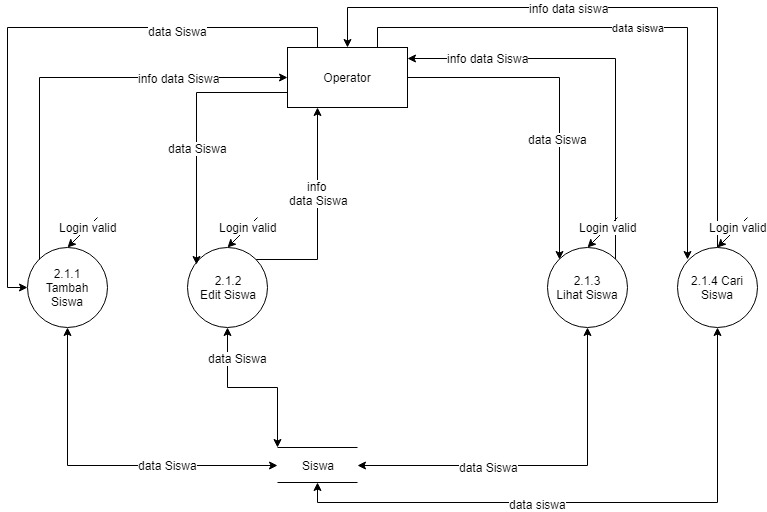 info data siswa
data Siswa
data siswa
info data Siswa
Operator
info data Siswa
data Siswa
data Siswa
info
data Siswa
Login valid
Login valid
Login valid
Login valid
2.1.1
Tambah
Siswa
2.1.2
Edit Siswa
2.1.3
Lihat Siswa
2.1.4 Cari
Siswa
data Siswa
data Siswa
Siswa
data Siswa
data siswa